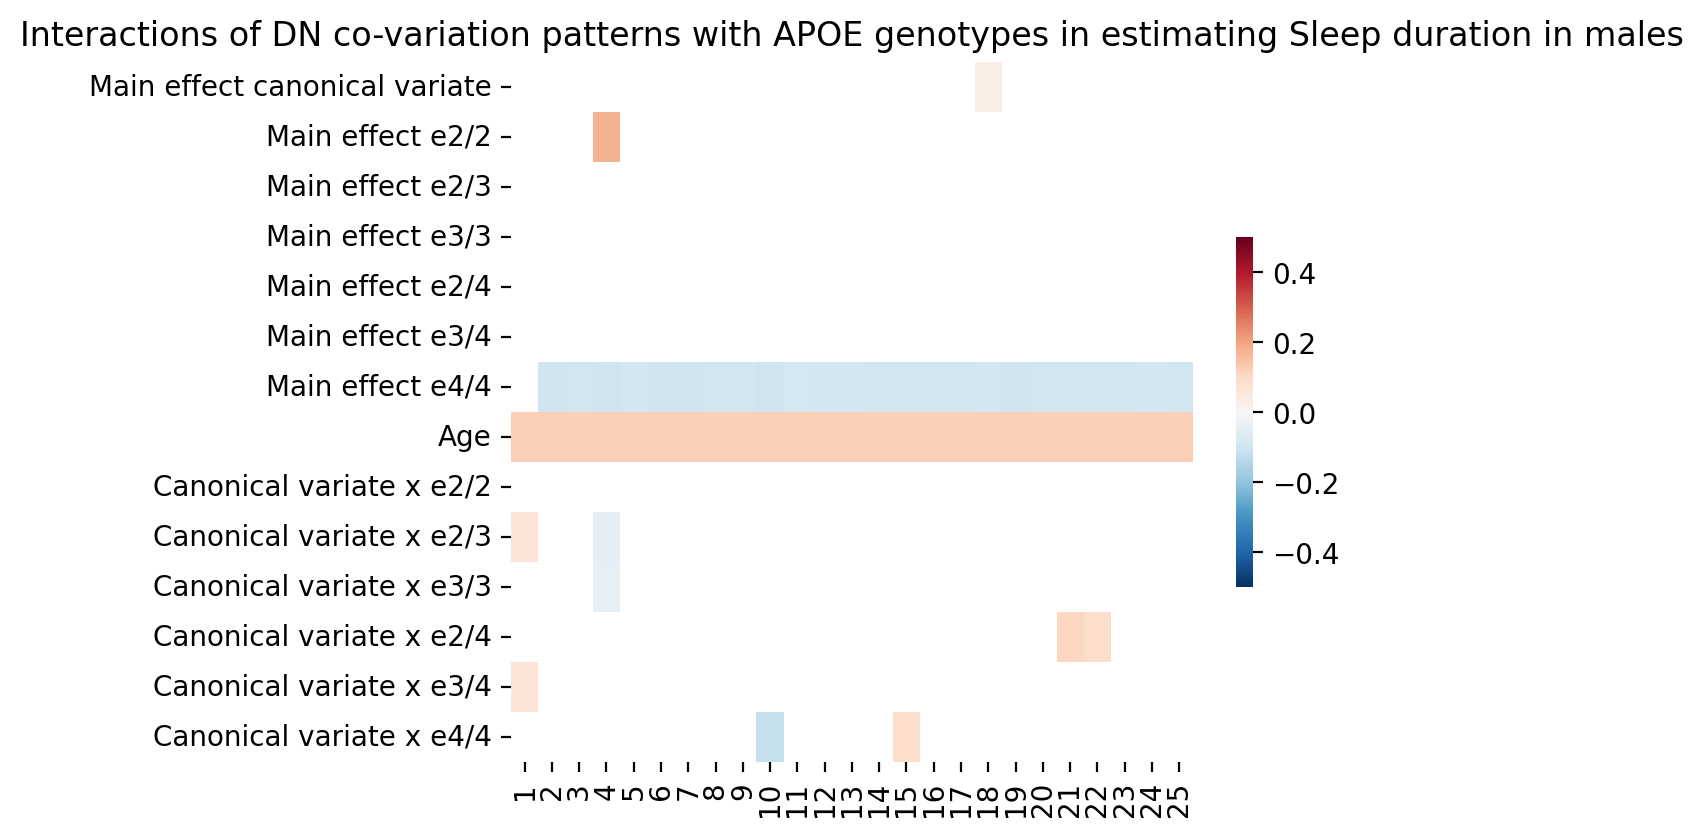 Interactions of DN co-variation patterns with APOE genotypes in estimating Sleep duration in males
Main effect canonical variate
Main effect e2/2
Main effect e2/3
Main effect e3/3
Main effect e2/4
Main effect e3/4
Main effect e4/4
Age
Canonical variate x e2/2
Canonical variate x e2/3
Canonical variate x e3/3
Canonical variate x e2/4
Canonical variate x e3/4
Canonical variate x e4/4
1 2 3 4 5 6 7 8 9 10 11 12 13 14 15 16 17 18 19 20 21 22 23 24 25
0.4
0.2
0.0
−0.2
−0.4